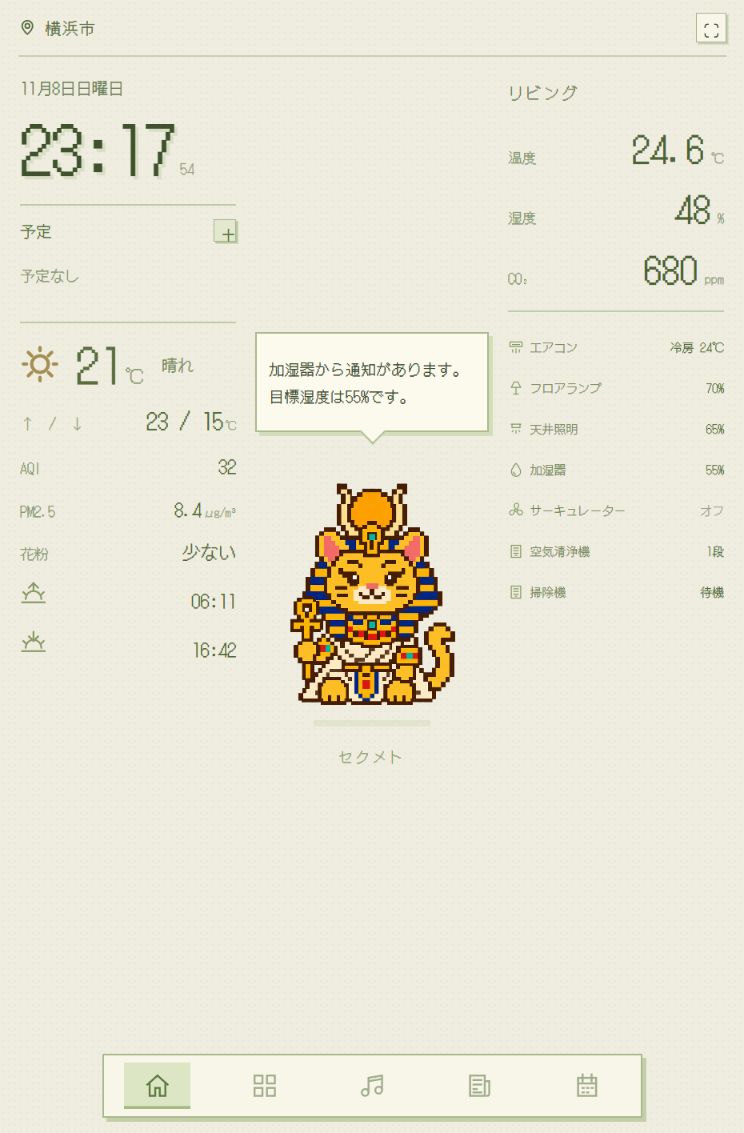 横浜市
11月8日日曜日
23:17 54
予定
予定なし
21℃ 晴れ
↑ / ↓ 23 / 15℃
AQI 32
PM2.5 8.4 µg/m³
花粉 少ない
06:11
16:42
加湿器から通知があります。
目標湿度は55%です。
セクメト
リビング
温度 24.6 ℃
湿度 48 %
CO₂ 680 ppm
エアコン 冷房 24℃
フロアランプ 70%
天井照明 65%
加湿器 55%
サーキュレーター オフ
空気清浄機 1段
掃除機 待機